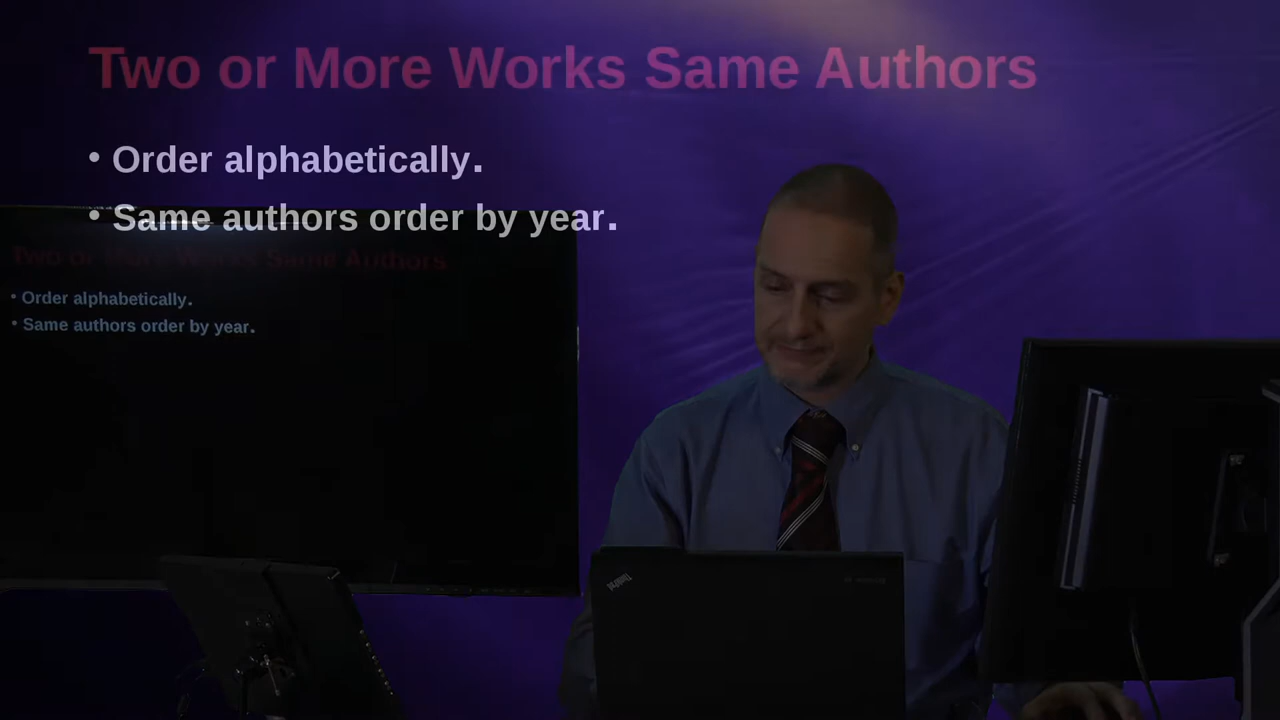 Two or More Works Same Authors
• Order alphabetically.
• Same authors order by year.
Two or More Works Same Authors
• Order alphabetically.
• Same authors order by year.
ThinkPad